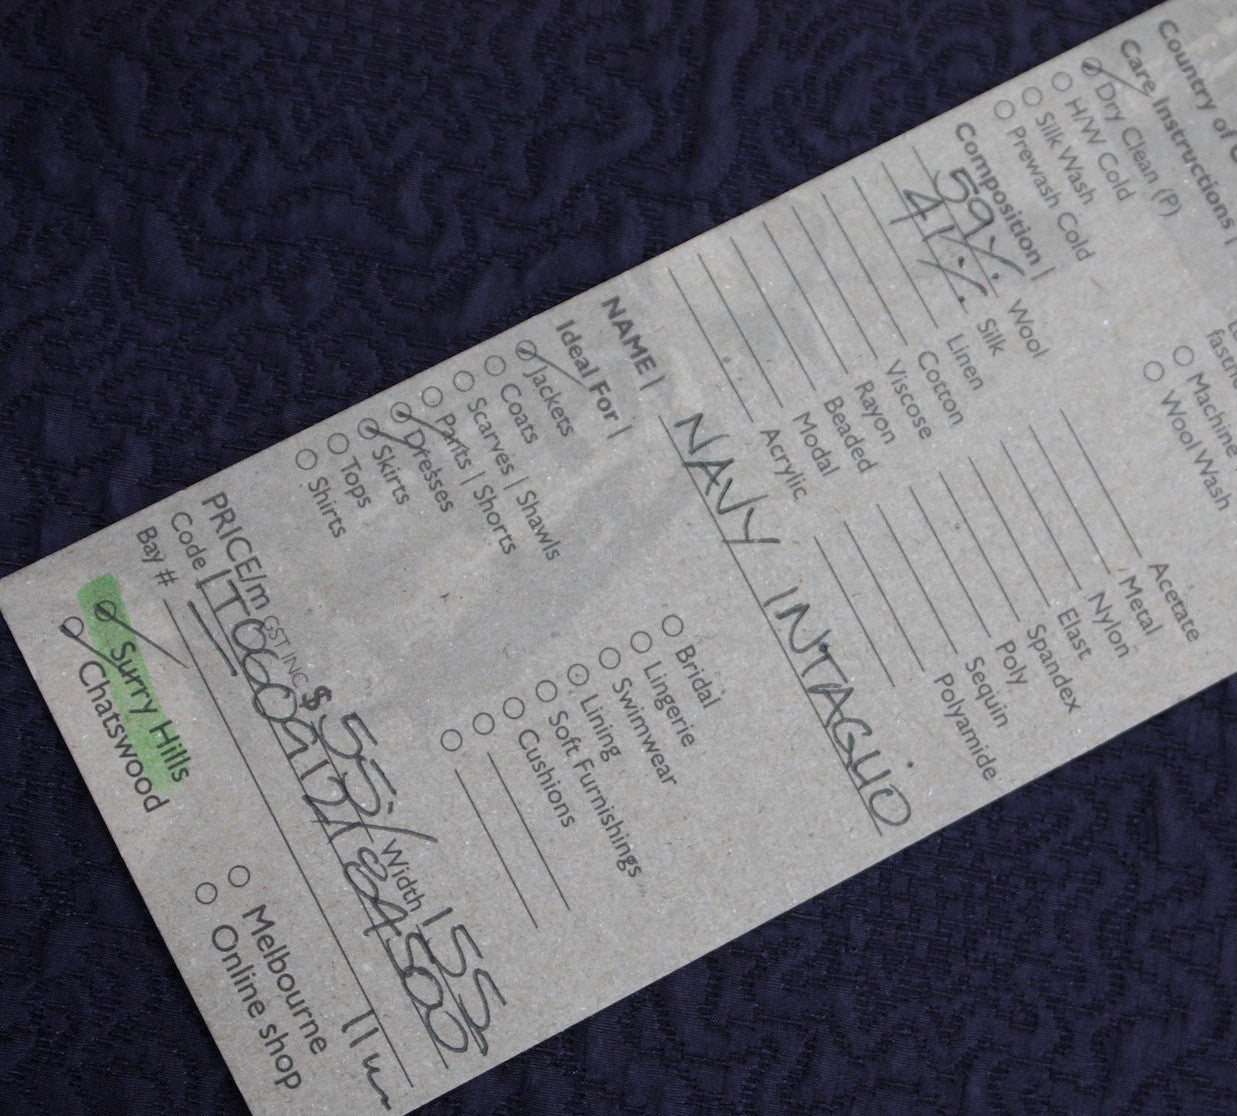 Country of
Care Instructions |
Dry Clean (P)
H/W Cold
Silk Wash
Prewash Cold
Machine
Wool Wash
Composition |
59% Wool
41% Silk
Linen
Cotton
Viscose
Rayon
Beaded
Modal
Acrylic
Acetate
Metal
Nylon
Elast
Spandex
Poly
Sequin
Polyamide
NAME | NAVY INTAGLIO
Ideal For |
Jackets
Coats
Scarves | Shawls
Pants | Shorts
Dresses
Skirts
Tops
Shirts
Bridal
Lingerie
Swimwear
Lining
Soft Furnishings
Cushions
PRICE/m GST INC $ 55 Width 155
Code
Bay # 11m
Surry Hills
Chatswood
Melbourne
Online shop